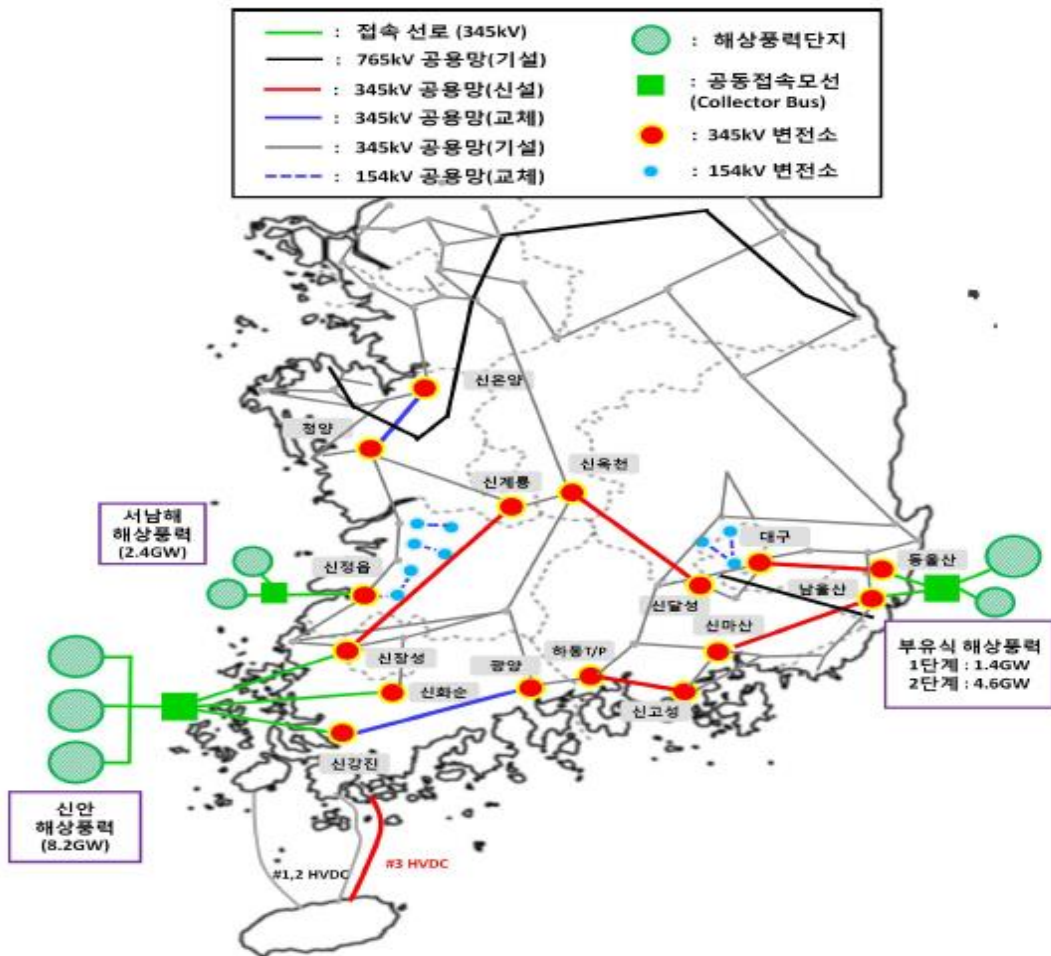 : 접속 선로 (345kV)
: 765kV 공용망(기설)
: 345kV 공용망(신설)
: 345kV 공용망(교체)
: 345kV 공용망(기설)
: 154kV 공용망(교체)
: 해상풍력단지
: 공동접속모선
(Collector Bus)
: 345kV 변전소
: 154kV 변전소
신온양
청양
신계룡
신옥천
서남해
해상풍력
(2.4GW)
신정읍
대구
동울산
신달성
남울산
신마산
부유식 해상풍력
1단계 : 1.4GW
2단계 : 4.6GW
신장성
광양
하동T/P
신화순
신고성
신강진
신안
해상풍력
(8.2GW)
#1,2 HVDC
#3 HVDC